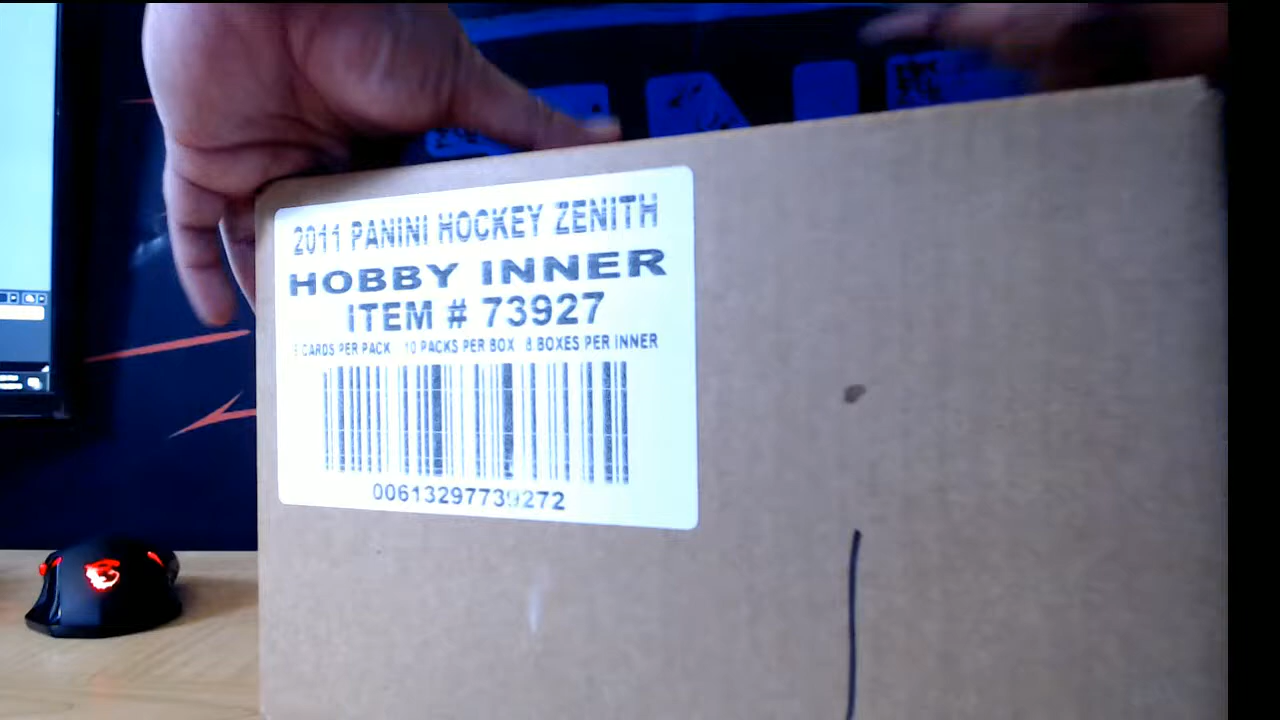 2011 PANINI HOCKEY ZENITH
HOBBY INNER
ITEM # 73927
CARDS PER PACK 10 PACKS PER BOX 8 BOXES PER INNER
00613297739272